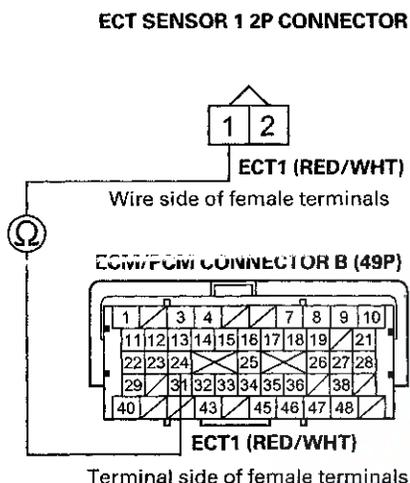 ECT SENSOR 1 2P CONNECTOR
1 2
ECT1 (RED/WHT)
Wire side of female terminals
Ω
ECM/PCM CONNECTOR B (49P)
1 3 4 7 8 9 10
11 12 13 14 15 16 17 18 19 21
22 23 24 25 26 27 28
29 31 32 33 34 35 36 38
40 43 45 46 47 48
ECT1 (RED/WHT)
Terminal side of female terminals